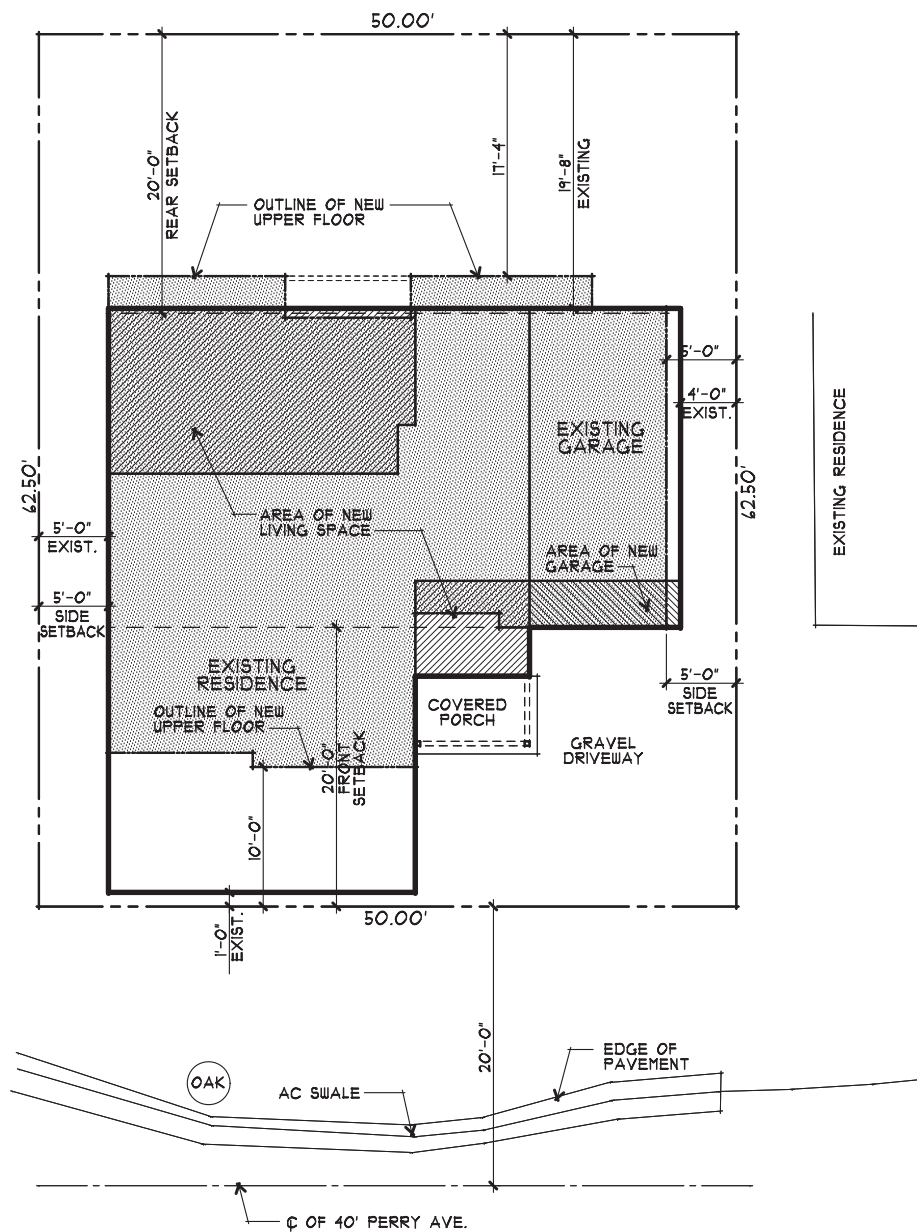 50.00'
20'-0"
REAR SETBACK
17'-4"
19'-8"
EXISTING
OUTLINE OF NEW
UPPER FLOOR
5'-0"
4'-0"
EXIST.
EXISTING
GARAGE
EXISTING RESIDENCE
62.50'
62.50'
AREA OF NEW
LIVING SPACE
5'-0"
EXIST.
AREA OF NEW
GARAGE
5'-0"
SIDE
SETBACK
EXISTING
RESIDENCE
5'-0"
SIDE
SETBACK
COVERED
PORCH
OUTLINE OF NEW
UPPER FLOOR
20'-0"
FRONT
SETBACK
GRAVEL
DRIVEWAY
10'-0"
50.00'
1'-0"
EXIST.
20'-0"
EDGE OF
PAVEMENT
OAK
AC SWALE
℄ OF 40' PERRY AVE.